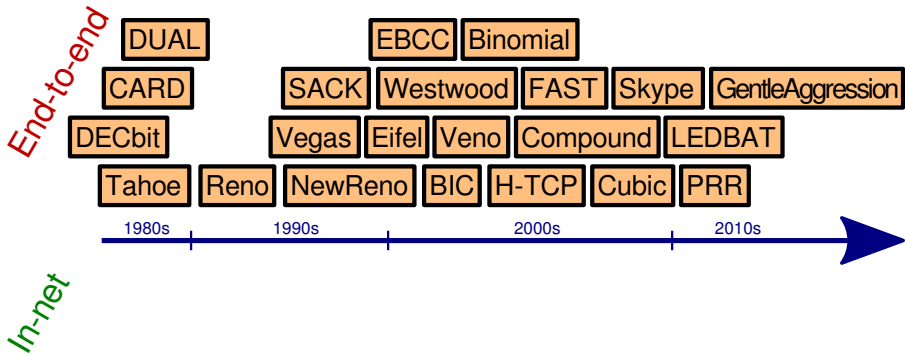 End-to-end
DUAL EBCC Binomial
CARD SACK Westwood FAST Skype GentleAggression
DECbit Vegas Eifel Veno Compound LEDBAT
Tahoe Reno NewReno BIC H-TCP Cubic PRR
1980s 1990s 2000s 2010s
In-net